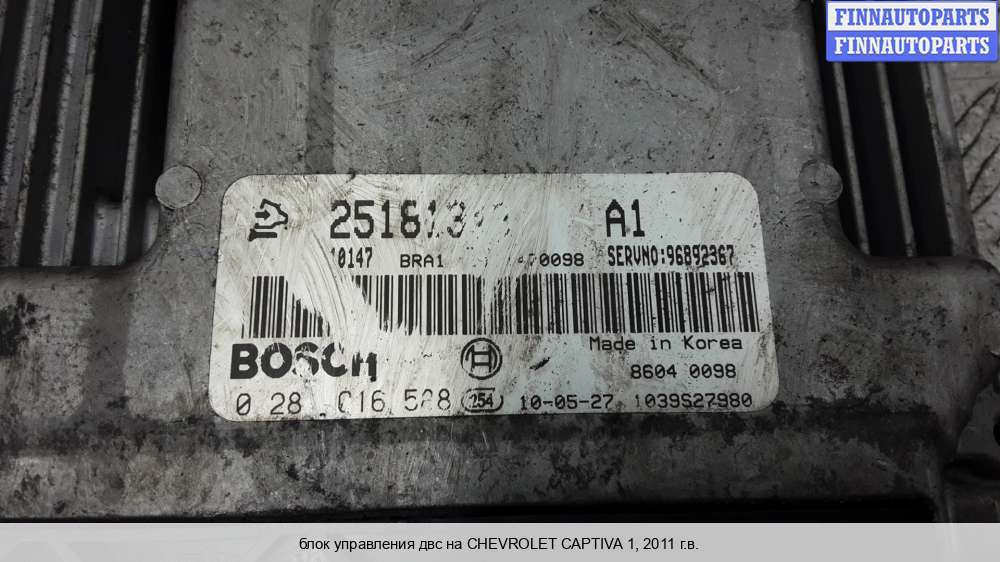 FINNAUTOPARTS
FINNAUTOPARTS
A1
BRA1 SERVNO:96892367
BOSCH
Made in Korea
8604 0098
254 10-05-27 1039S27980
блок управления двс на CHEVROLET CAPTIVA 1, 2011 г.в.